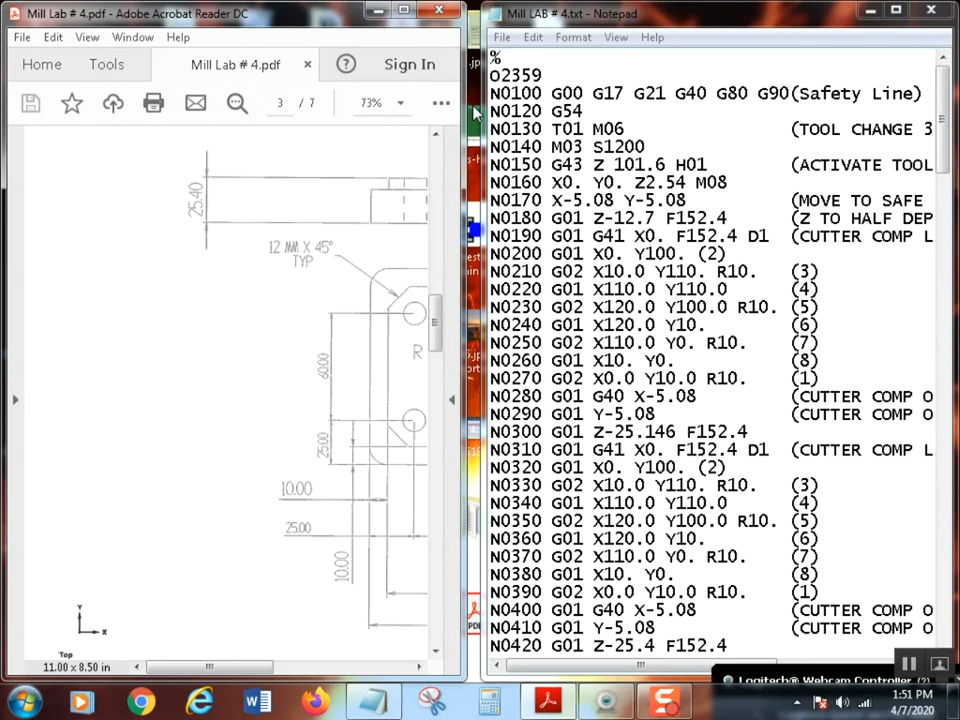 Mill Lab # 4.pdf - Adobe Acrobat Reader DC
File Edit View Window Help
Home Tools Mill Lab # 4.pdf × ? Sign In
3 / 7 73%
25.40
12 MM X 45°
TYP
R
60.00
25.00
10.00
25.00
10.00
Y
X
Top
11.00 x 8.50 in
Mill LAB # 4.txt - Notepad
File Edit Format View Help
%
O2359
N0100 G00 G17 G21 G40 G80 G90(Safety Line)
N0120 G54
N0130 T01 M06 (TOOL CHANGE 3
N0140 M03 S1200
N0150 G43 Z 101.6 H01 (ACTIVATE TOOL
N0160 X0. Y0. Z2.54 M08
N0170 X-5.08 Y-5.08 (MOVE TO SAFE
N0180 G01 Z-12.7 F152.4 (Z TO HALF DEP
N0190 G01 G41 X0. F152.4 D1 (CUTTER COMP L
N0200 G01 X0. Y100. (2)
N0210 G02 X10.0 Y110. R10. (3)
N0220 G01 X110.0 Y110.0 (4)
N0230 G02 X120.0 Y100.0 R10. (5)
N0240 G01 X120.0 Y10. (6)
N0250 G02 X110.0 Y0. R10. (7)
N0260 G01 X10. Y0. (8)
N0270 G02 X0.0 Y10.0 R10. (1)
N0280 G01 G40 X-5.08 (CUTTER COMP O
N0290 G01 Y-5.08 (CUTTER COMP O
N0300 G01 Z-25.146 F152.4
N0310 G01 G41 X0. F152.4 D1 (CUTTER COMP L
N0320 G01 X0. Y100. (2)
N0330 G02 X10.0 Y110. R10. (3)
N0340 G01 X110.0 Y110.0 (4)
N0350 G02 X120.0 Y100.0 R10. (5)
N0360 G01 X120.0 Y10. (6)
N0370 G02 X110.0 Y0. R10. (7)
N0380 G01 X10. Y0. (8)
N0390 G02 X0.0 Y10.0 R10. (1)
N0400 G01 G40 X-5.08 (CUTTER COMP O
N0410 G01 Y-5.08 (CUTTER COMP O
N0420 G01 Z-25.4 F152.4
Logitech® Webcam Controller (2)
1:51 PM
4/7/2020